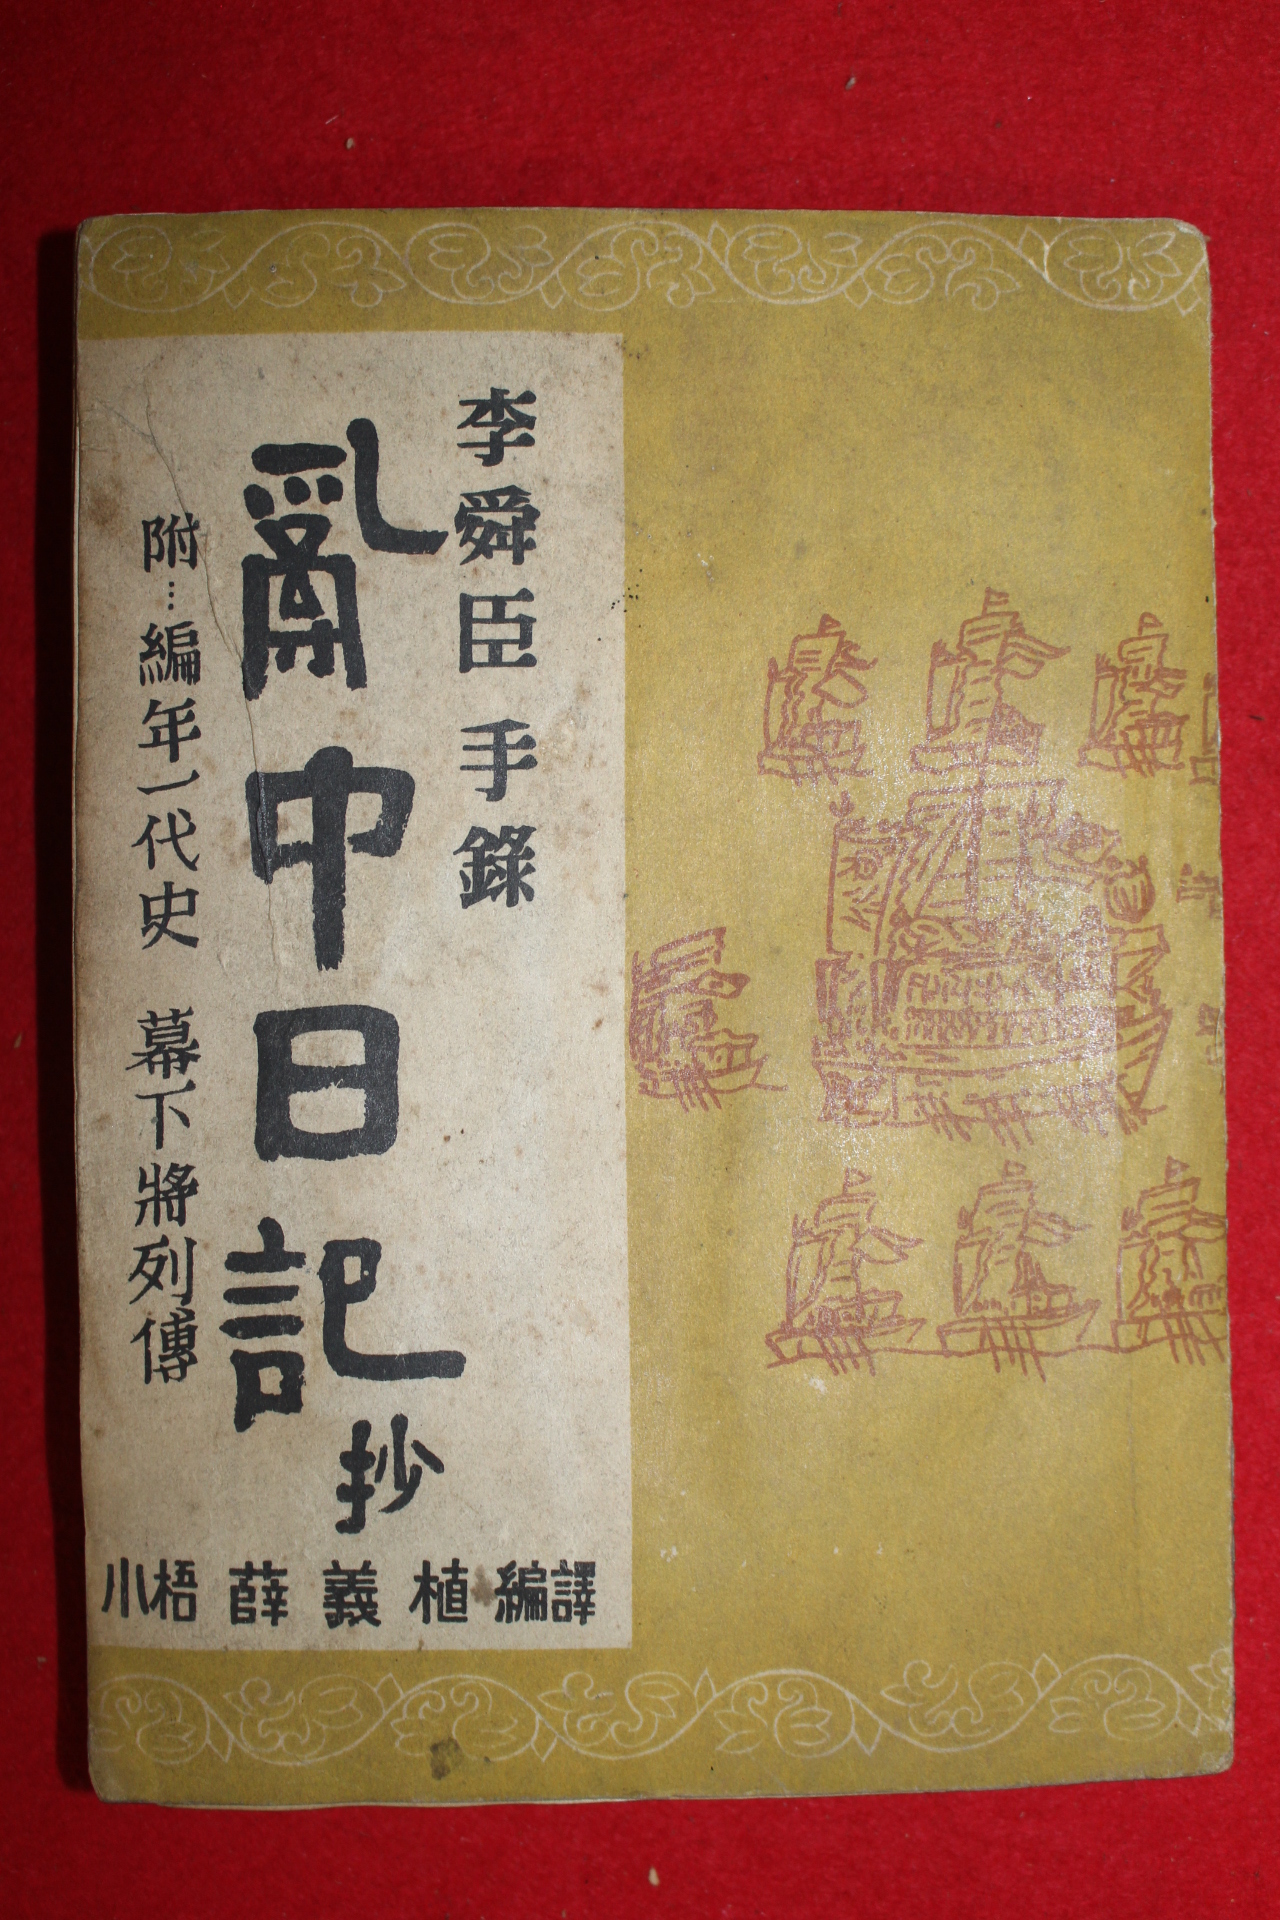 李舜臣 手錄
亂中日記抄
附…編年一代史 幕下將列傳
小梧 薛義植 編譯